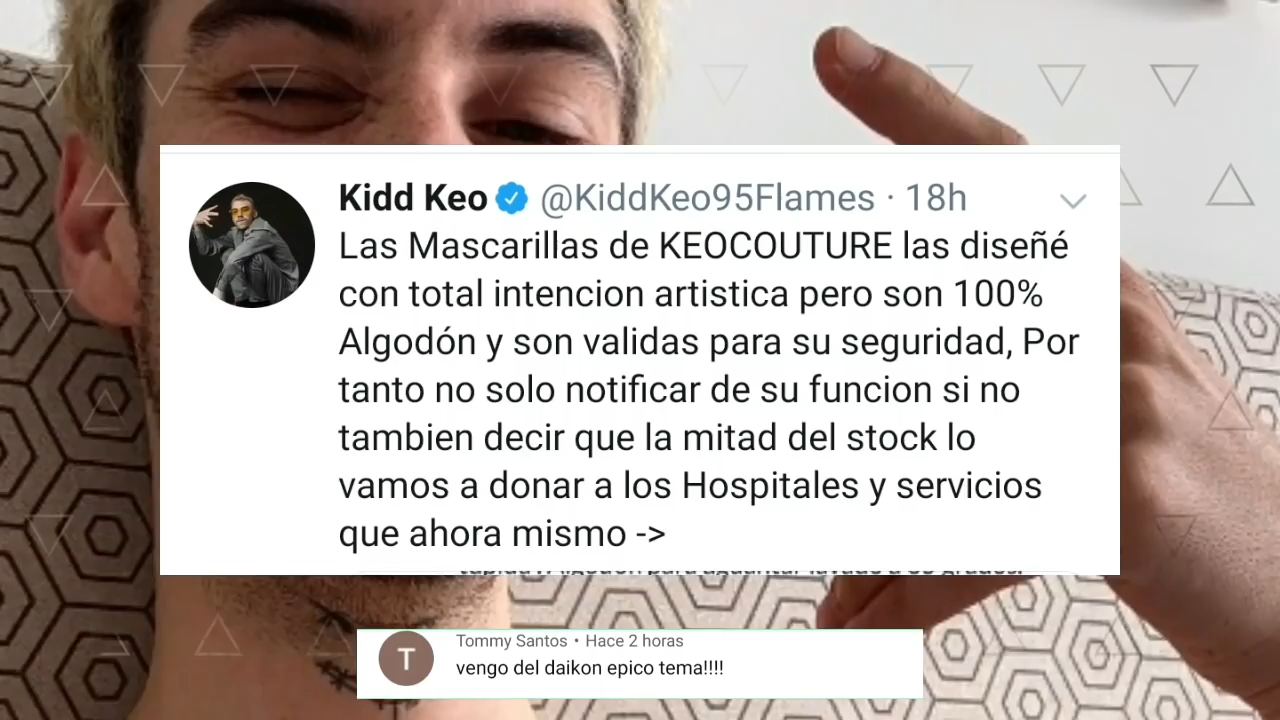 Kidd Keo @KiddKeo95Flames · 18h
Las Mascarillas de KEOCOUTURE las diseñé
con total intencion artistica pero son 100%
Algodón y son validas para su seguridad, Por
tanto no solo notificar de su funcion si no
tambien decir que la mitad del stock lo
vamos a donar a los Hospitales y servicios
que ahora mismo ->
T
Tommy Santos • Hace 2 horas
vengo del daikon epico tema!!!!